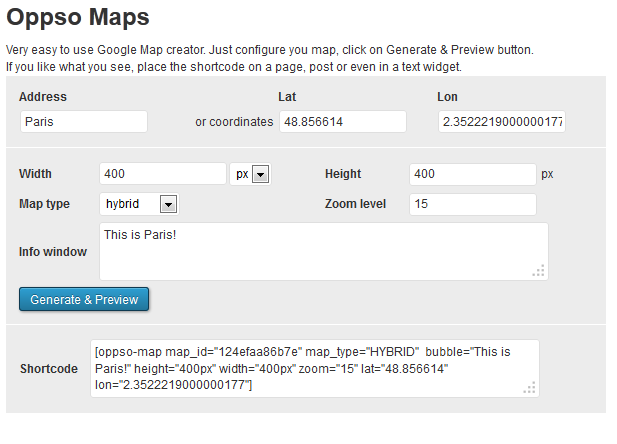 Oppso Maps
Very easy to use Google Map creator. Just configure you map, click on Generate & Preview button.
If you like what you see, place the shortcode on a page, post or even in a text widget.
Address Lat Lon
Paris or coordinates 48.856614 2.3522219000000177
Width 400 px Height 400 px
Map type hybrid Zoom level 15
Info window This is Paris!
Generate & Preview
Shortcode
[oppso-map map_id="124efaa86b7e" map_type="HYBRID" bubble="This is
Paris!" height="400px" width="400px" zoom="15" lat="48.856614"
lon="2.3522219000000177"]